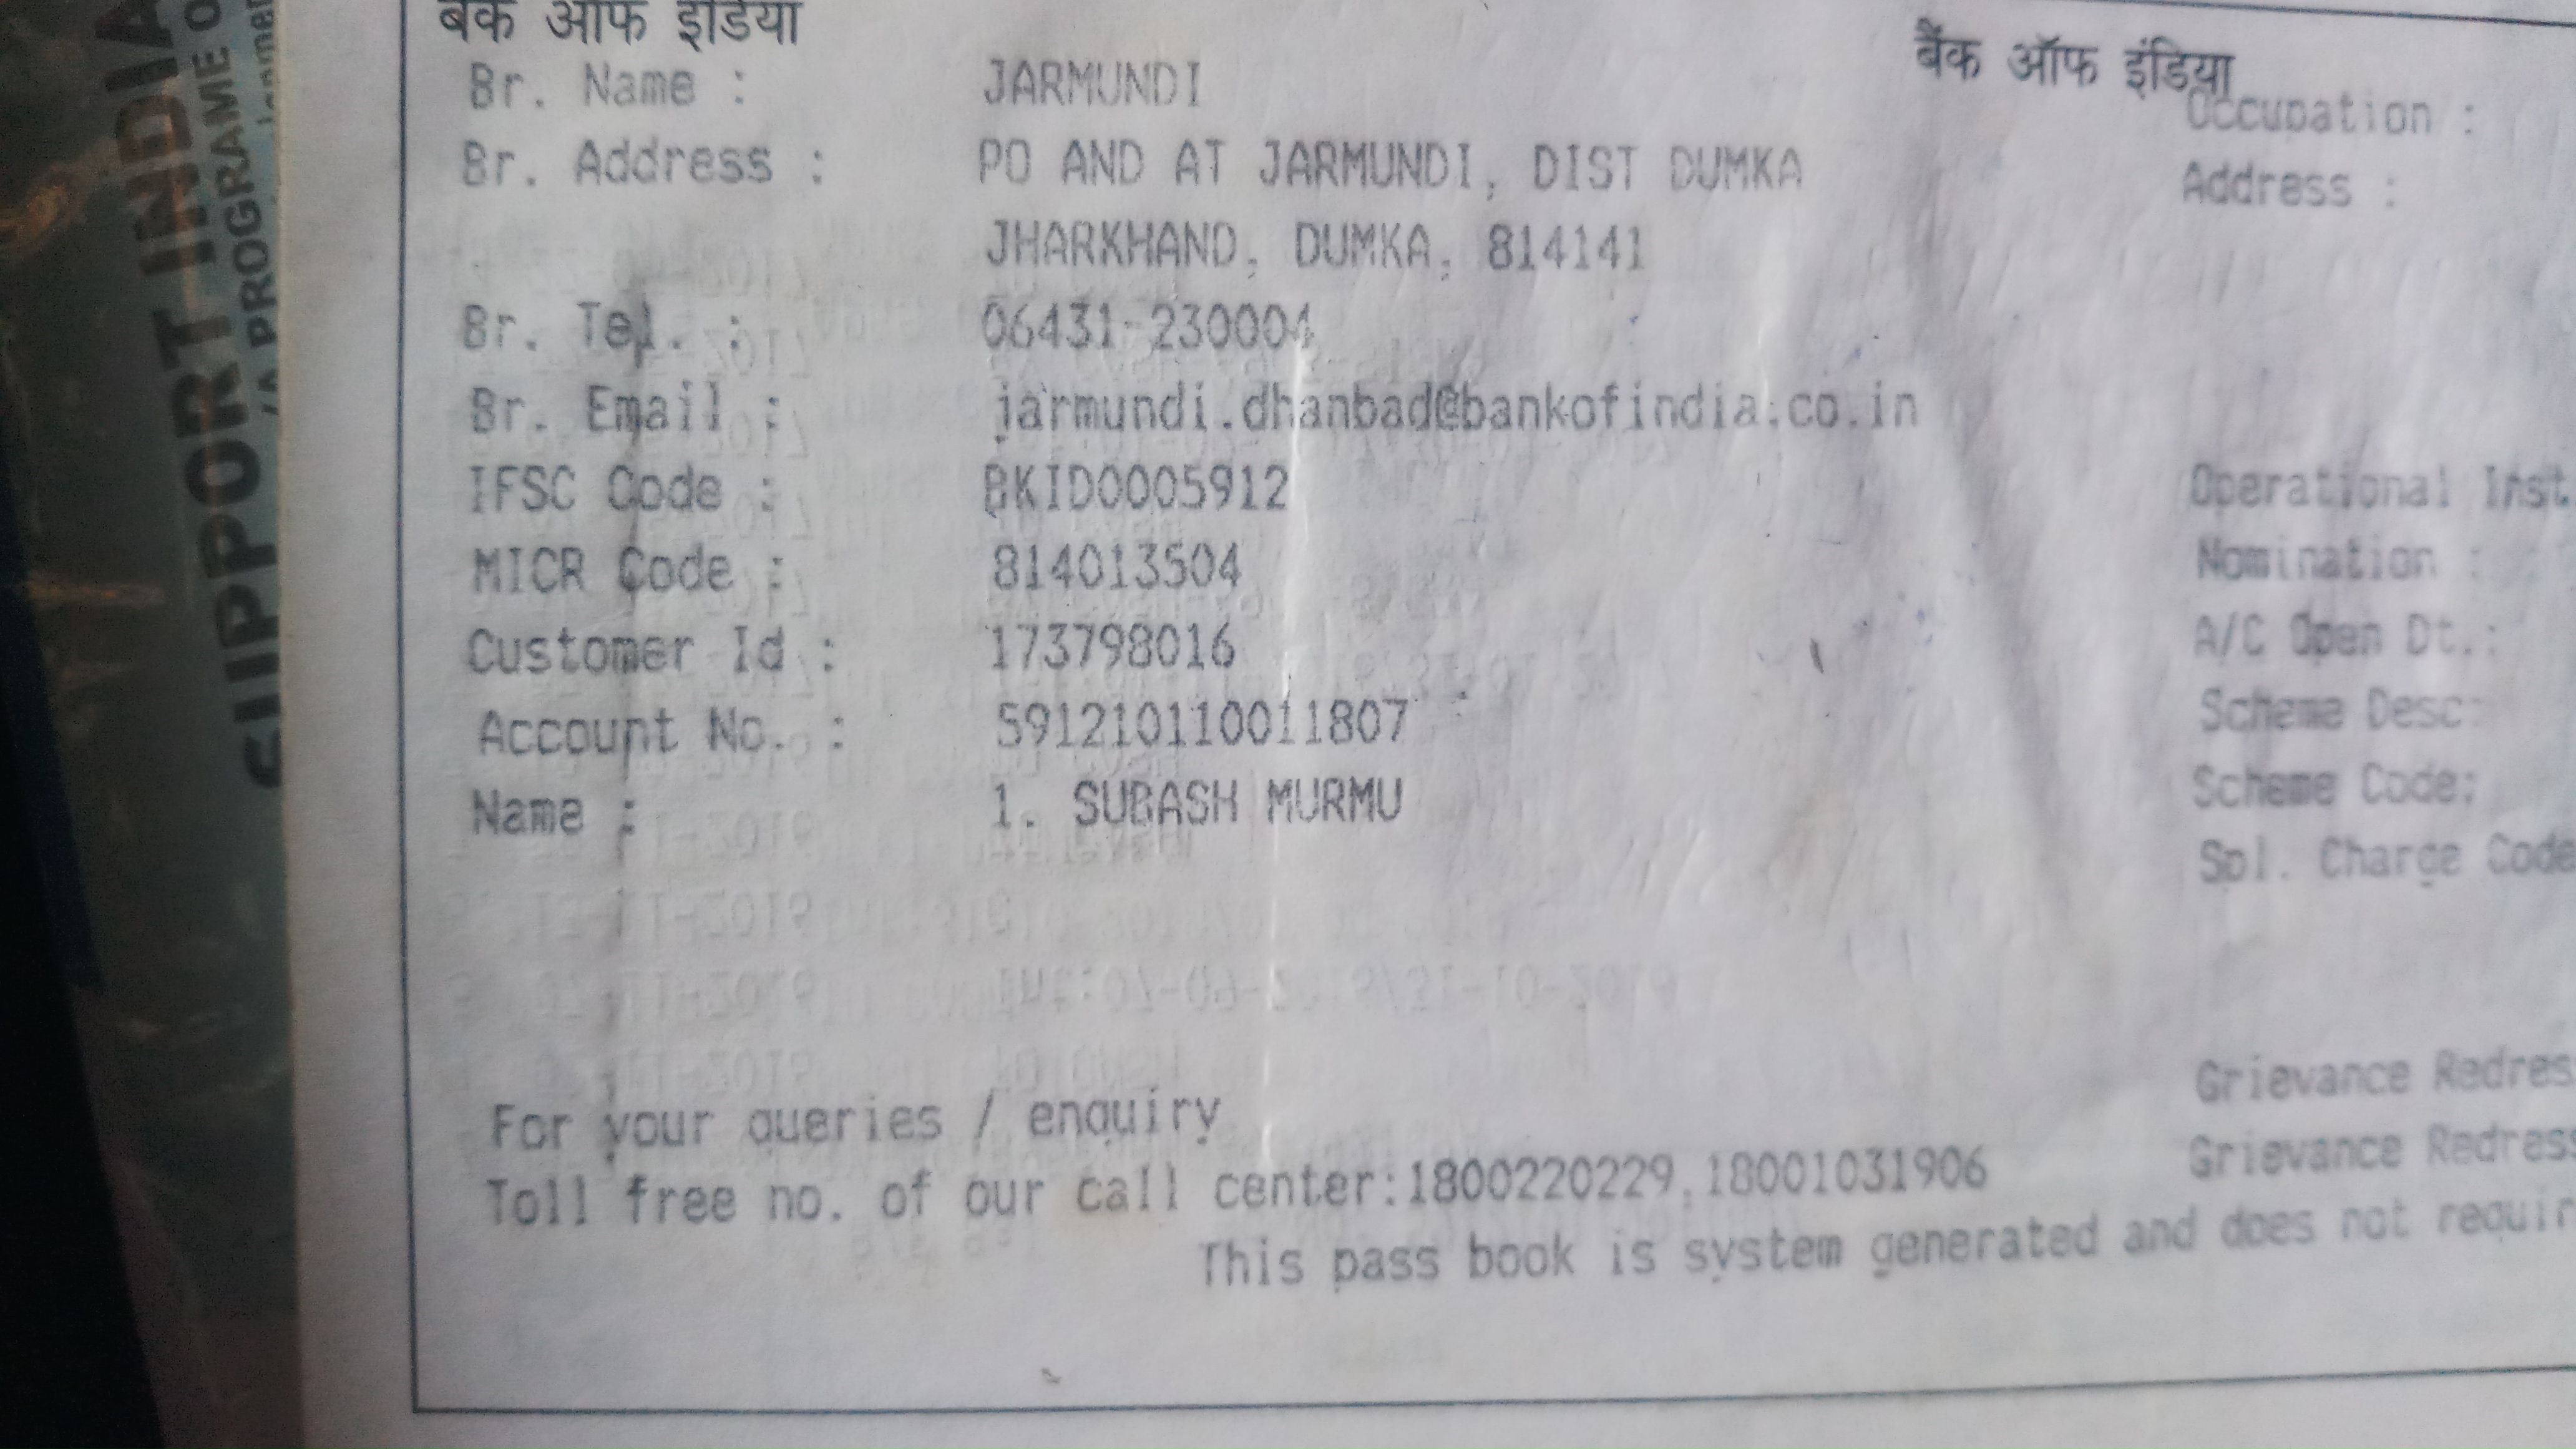 बैंक ऑफ इंडिया
Br. Name : JARMUNDI
Br. Address : PO AND AT JARMUNDI, DIST DUMKA
JHARKHAND, DUMKA, 814141
Br. Tel. : 06431-230004
Br. Email : jarmundi.dhanbad@bankofindia.co.in
IFSC Code : BKID0005912
MICR Code : 814013504
Customer Id : 173798016
Account No. : 591210110011807
Name : 1. SUBASH MURMU
For your queries / enquiry
Toll free no. of our call center:1800220229,18001031906
This pass book is system generated and does not requir
बैंक ऑफ इंडिया
Occupation :
Address :
Operational Inst.
Nomination :
A/C Open Dt.:
Scheme Desc:
Scheme Code:
Spl. Charge Code
Grievance Redres
Grievance Redress
SUPPORT INDIA
(A PROGRAME O